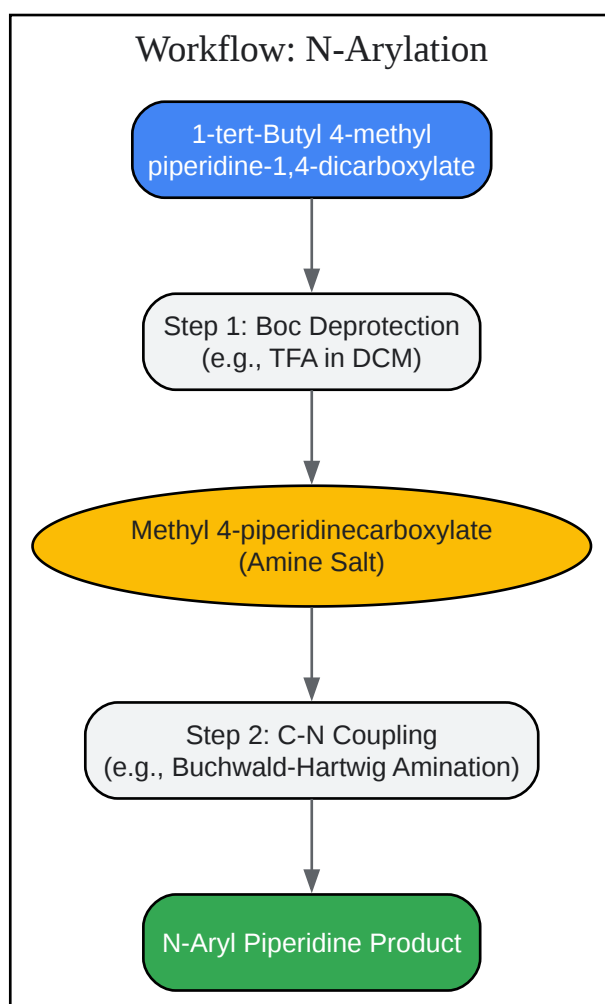 Workflow: N-Arylation
1-tert-Butyl 4-methyl
piperidine-1,4-dicarboxylate
Step 1: Boc Deprotection
(e.g., TFA in DCM)
Methyl 4-piperidinecarboxylate
(Amine Salt)
Step 2: C-N Coupling
(e.g., Buchwald-Hartwig Amination)
N-Aryl Piperidine Product